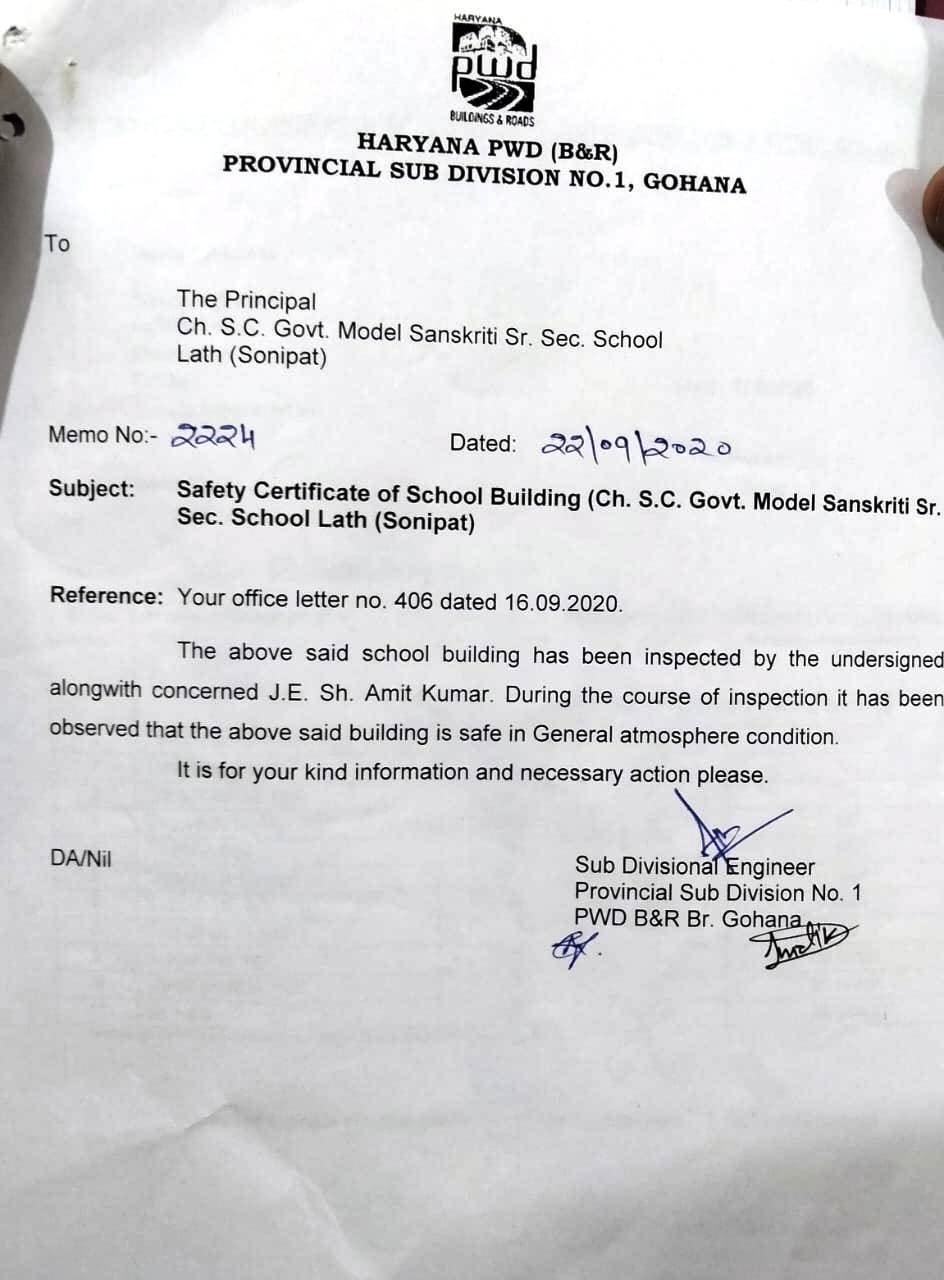 HARYANA
pwd
BUILDINGS & ROADS
HARYANA PWD (B&R)
PROVINCIAL SUB DIVISION NO.1, GOHANA
To
The Principal
Ch. S.C. Govt. Model Sanskriti Sr. Sec. School
Lath (Sonipat)
Memo No:- 2224 Dated: 22/09/2020
Subject: Safety Certificate of School Building (Ch. S.C. Govt. Model Sanskriti Sr.
Sec. School Lath (Sonipat)
Reference: Your office letter no. 406 dated 16.09.2020.
The above said school building has been inspected by the undersigned
alongwith concerned J.E. Sh. Amit Kumar. During the course of inspection it has been
observed that the above said building is safe in General atmosphere condition.
It is for your kind information and necessary action please.
DA/Nil
Sub Divisional Engineer
Provincial Sub Division No. 1
PWD B&R Br. Gohana